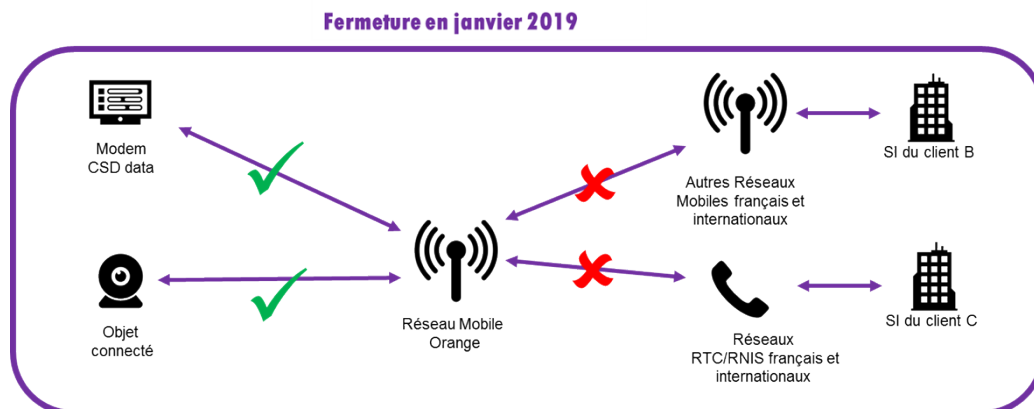 Fermeture en janvier 2019
Modem
CSD data
SI du client B
Autres Réseaux
Mobiles français et
internationaux
Objet
connecté
Réseau Mobile
Orange
Réseaux
RTC/RNIS français et
internationaux
SI du client C